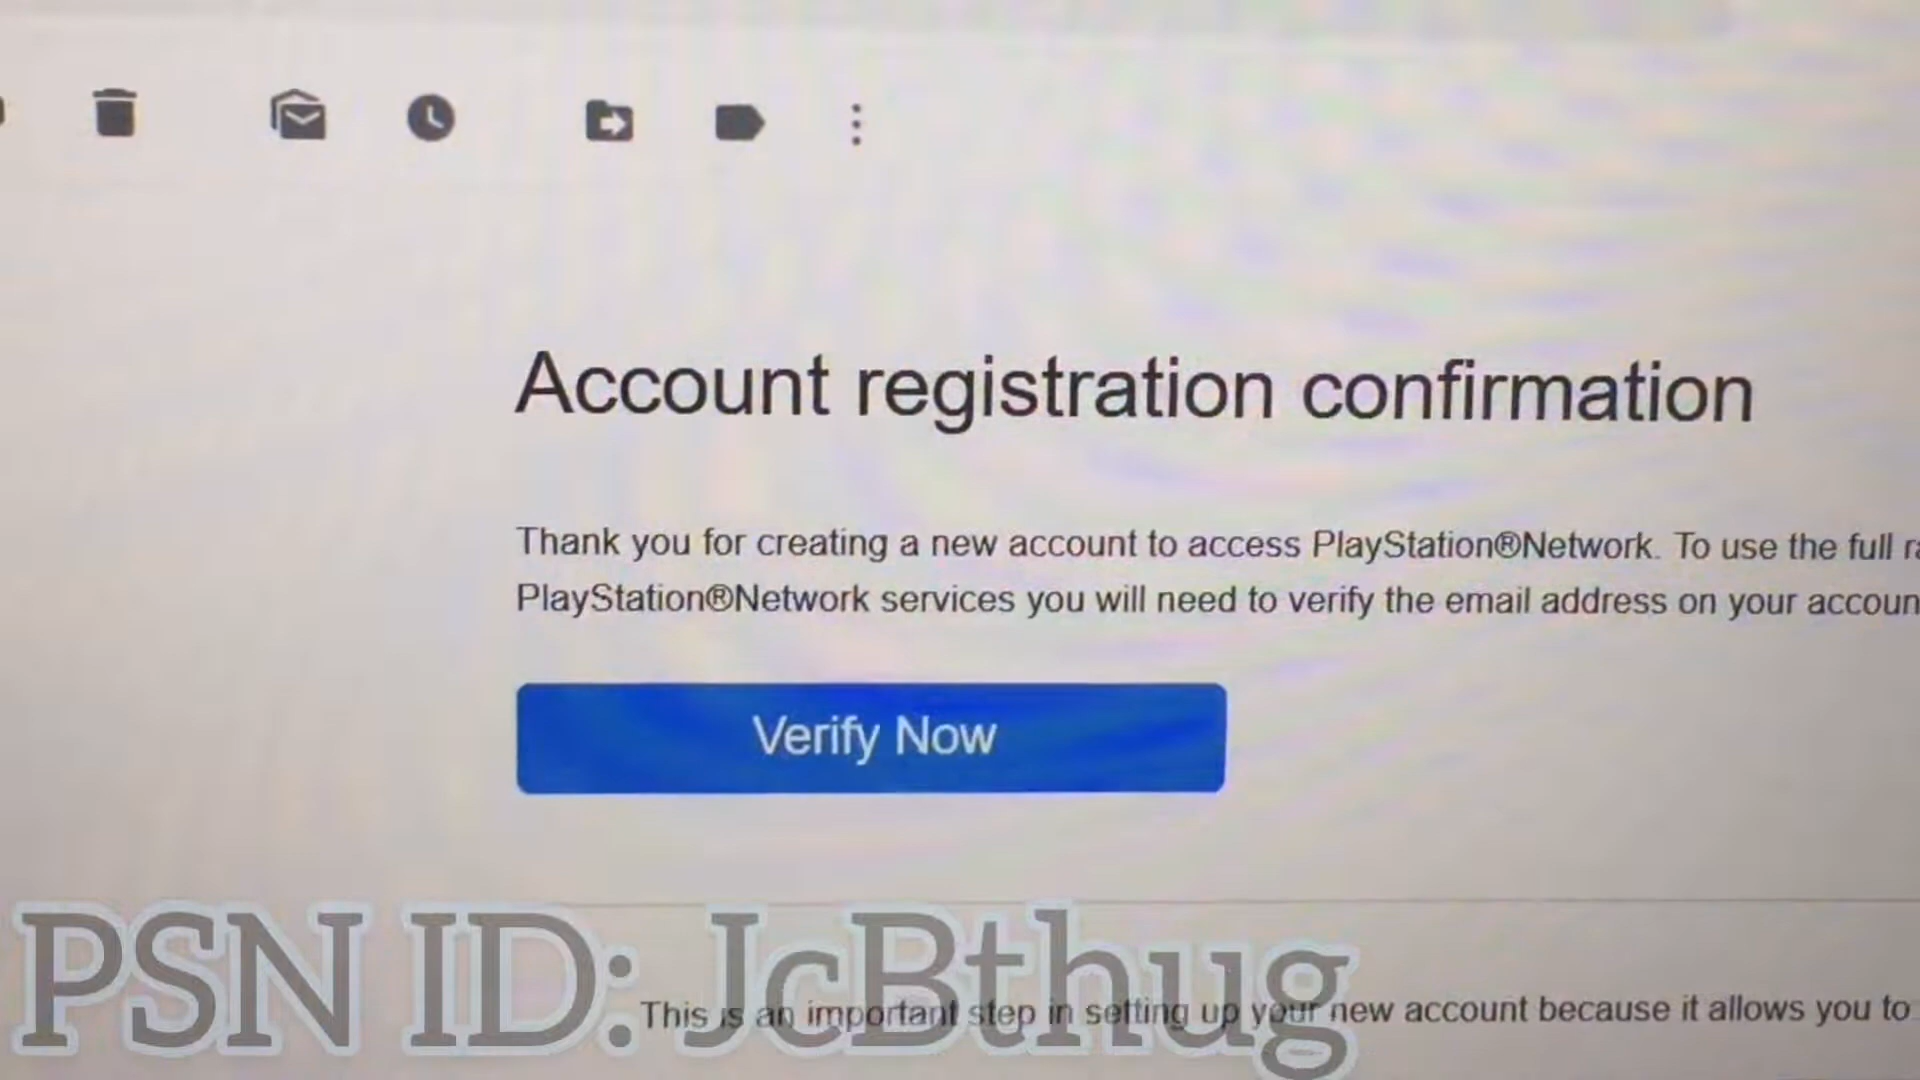 Account registration confirmation
Thank you for creating a new account to access PlayStation®Network. To use the full
PlayStation®Network services you will need to verify the email address on your accoun
Verify Now
PSN ID: JcBthug
This is an important step in setting up your new account because it allows you to